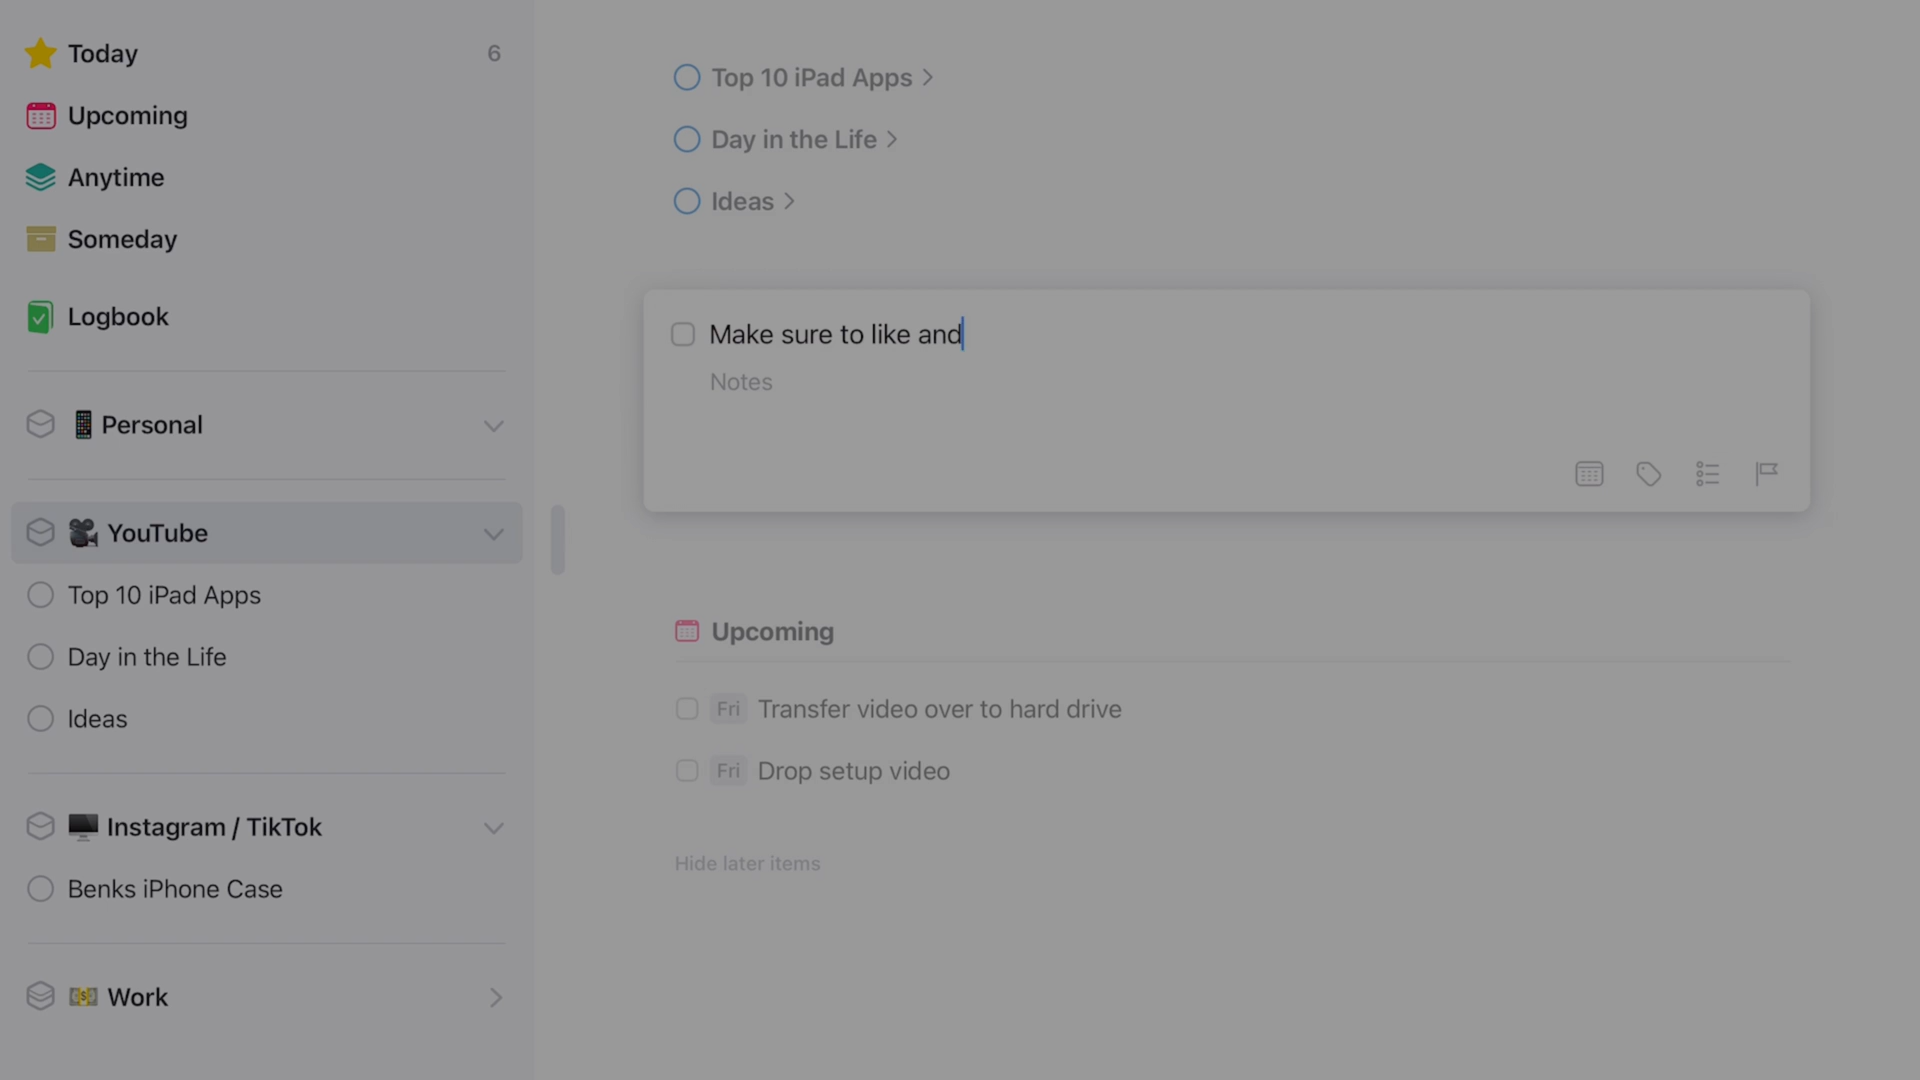 Today 6
Upcoming
Anytime
Someday
Logbook
Personal
YouTube
Top 10 iPad Apps
Day in the Life
Ideas
Instagram / TikTok
Benks iPhone Case
Work
Top 10 iPad Apps
Day in the Life
Ideas
Make sure to like and
Notes
Upcoming
Fri Transfer video over to hard drive
Fri Drop setup video
Hide later items